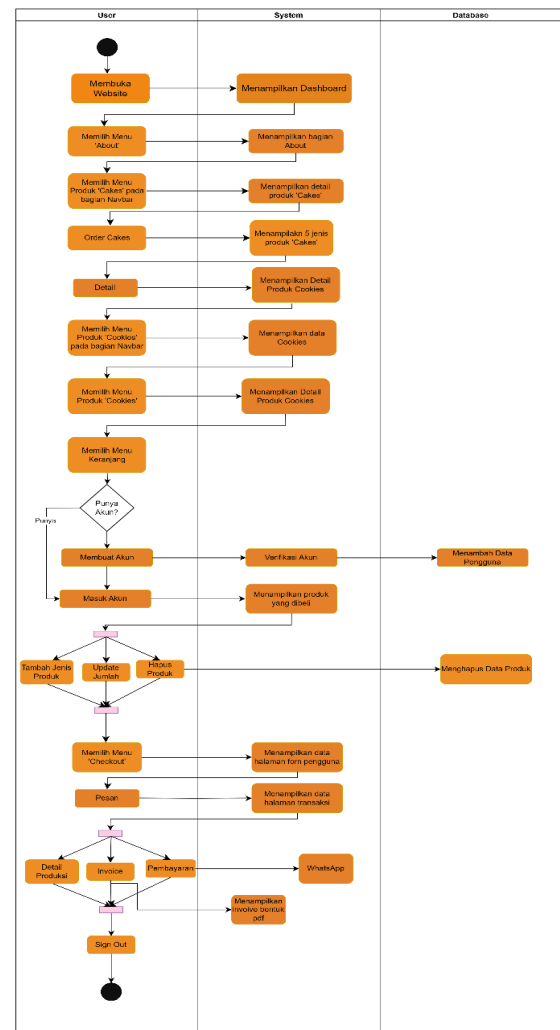 User
System
Database
Membuka
Website
Menampilkan Dashboard
Memilih Menu
'About'
Menampilkan bagian
About
Memilih Menu
Produk 'Cakes' pada
bagian Navbar
Menampilkan detail
produk 'Cakes'
Order Cakes
Menampilakn 5 jenis
produk 'Cakes'
Detail
Menampilkan Detail
Produk Cookies
Memilih Menu
Produk 'Cookies'
pada bagian Navbar
Menampilkan data
Cookies
Memilih Menu
Produk 'Cookies'
Menampilkan Detail
Produk Cookies
Memilih Menu
Keranjang
Punya
Akun?
Punya
Membuat Akun
Verifikasi Akun
Menambah Data
Pengguna
Masuk Akun
Menampilkan produk
yang dibeli
Tambah Jenis
Produk
Update
Jumlah
Hapus
Produk
Menghapus Data Produk
Memilih Menu
'Checkout'
Menampilkan data
halaman forn pengguna
Pesan
Menampilkan data
halaman transaksi
Detail
Produksi
Invoice
Pembayaran
WhatsApp
Menampilkan
involve bentuk
pdf
Sign Out